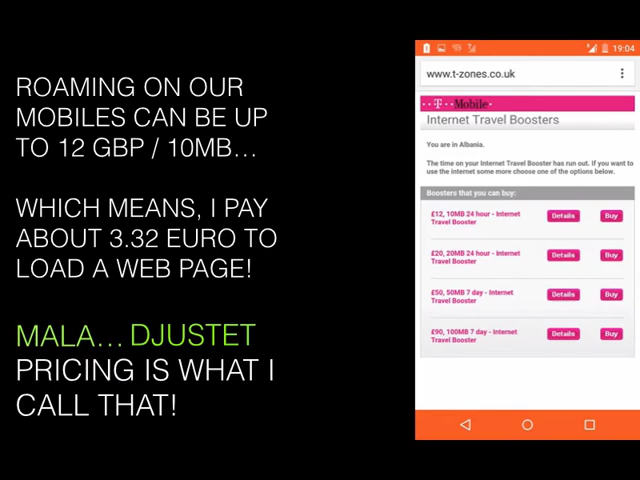 ROAMING ON OUR
MOBILES CAN BE UP
TO 12 GBP / 10MB...
WHICH MEANS, I PAY
ABOUT 3.32 EURO TO
LOAD A WEB PAGE!
MALA... DJUSTET
PRICING IS WHAT I
CALL THAT!
19:04
www.t-zones.co.uk
T Mobile
Internet Travel Boosters
You are in Albania.
The time on your Internet Travel Booster has run out. If you want to
use the internet some more choose one of the options below.
Boosters that you can buy:
£12, 10MB 24 hour - Internet
Travel Booster
Details
Buy
£20, 20MB 24 hour - Internet
Travel Booster
Details
Buy
£50, 50MB 7 day - Internet
Travel Booster
Details
Buy
£90, 100MB 7 day - Internet
Travel Booster
Details
Buy